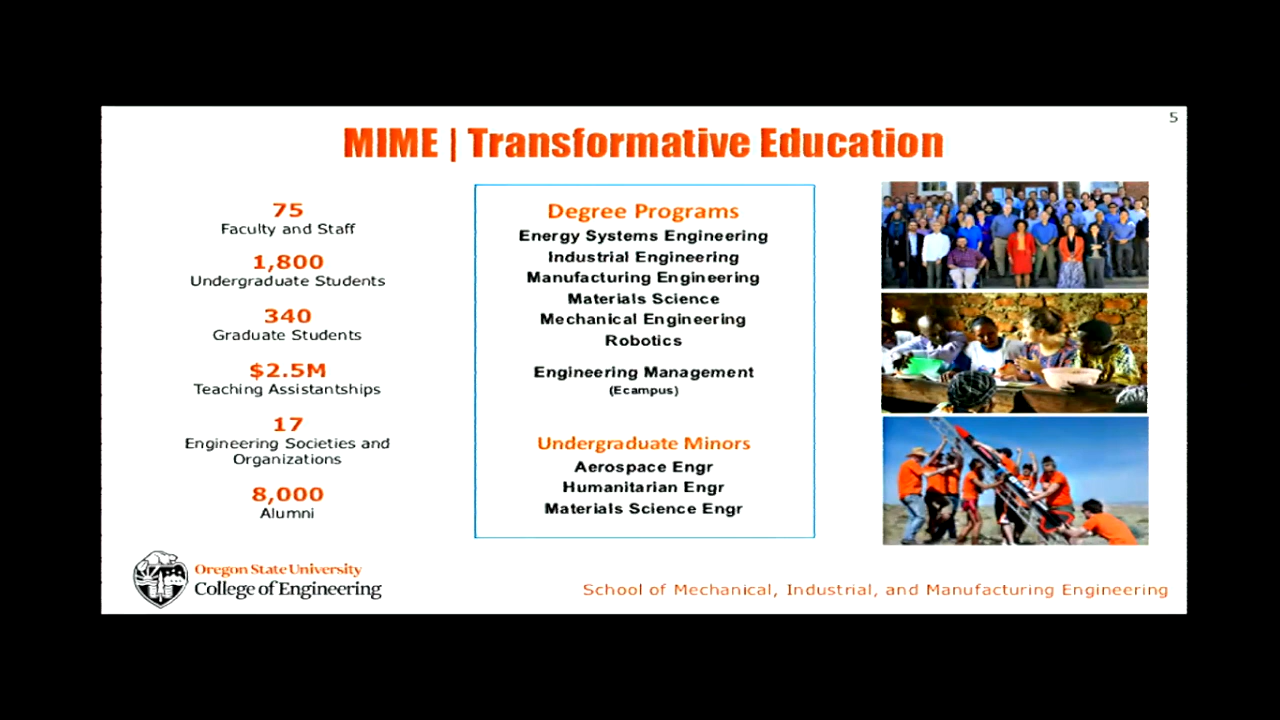 5
MIME | Transformative Education
75
Faculty and Staff
1,800
Undergraduate Students
340
Graduate Students
$2.5M
Teaching Assistantships
17
Engineering Societies and
Organizations
8,000
Alumni
Degree Programs
Energy Systems Engineering
Industrial Engineering
Manufacturing Engineering
Materials Science
Mechanical Engineering
Robotics
Engineering Management
(Ecampus)
Undergraduate Minors
Aerospace Engr
Humanitarian Engr
Materials Science Engr
Oregon State University
College of Engineering
School of Mechanical, Industrial, and Manufacturing Engineering